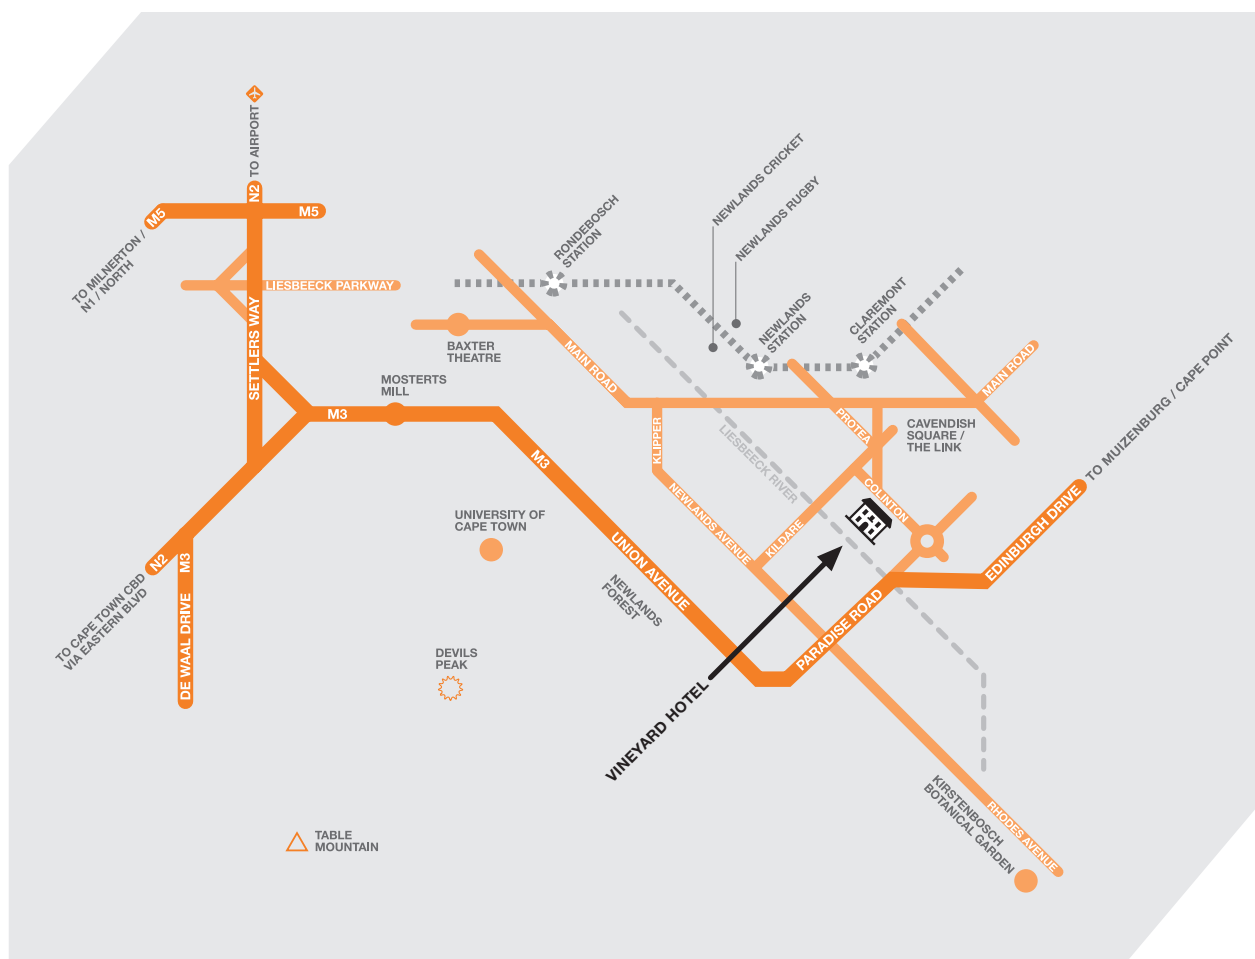 TO AIRPORT
N2
M5
M5
TO MILNERTON /
N1 / NORTH
LIESBEECK PARKWAY
SETTLERS WAY
RONDEBOSCH
STATION
NEWLANDS CRICKET
NEWLANDS RUGBY
NEWLANDS
STATION
CLAREMONT
STATION
BAXTER
THEATRE
MAIN ROAD
MAIN ROAD
MOSTERTS
MILL
M3
M3
KLIPPER
PROTEA
CAVENDISH
SQUARE /
THE LINK
LIESBEECK RIVER
TO MUIZENBURG / CAPE POINT
COLINTON
NEWLANDS AVENUE
KILDARE
EDINBURGH DRIVE
UNIVERSITY OF
CAPE TOWN
UNION AVENUE
NEWLANDS
FOREST
N2
M3
TO CAPE TOWN CBD
VIA EASTERN BLVD
DE WAAL DRIVE
PARADISE ROAD
DEVILS
PEAK
VINEYARD HOTEL
KIRSTENBOSCH
BOTANICAL GARDEN
RHODES AVENUE
TABLE
MOUNTAIN